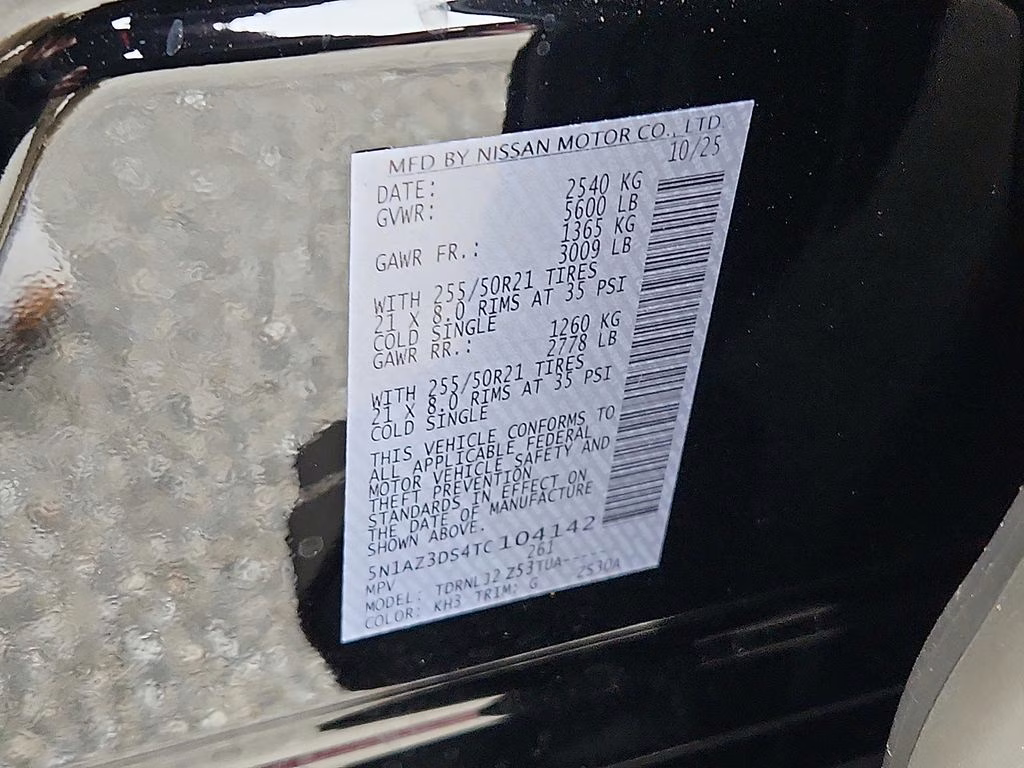 MFD BY NISSAN MOTOR CO., LTD
DATE: 10/25
GVWR: 2540 KG
5600 LB
GAWR FR.: 1365 KG
3009 LB
WITH 255/50R21 TIRES
21 X 8.0 RIMS AT 35 PSI
COLD SINGLE
GAWR RR.: 1260 KG
2778 LB
WITH 255/50R21 TIRES
21 X 8.0 RIMS AT 35 PSI
COLD SINGLE
THIS VEHICLE CONFORMS TO
ALL APPLICABLE FEDERAL
MOTOR VEHICLE SAFETY AND
THEFT PREVENTION
STANDARDS IN EFFECT ON
THE DATE OF MANUFACTURE
SHOWN ABOVE.
5N1AZ3DS4TC104142
MPV 261
MODEL: TDRNLJ2 Z53TUA-----
COLOR: KH3 TRIM: G 2530A